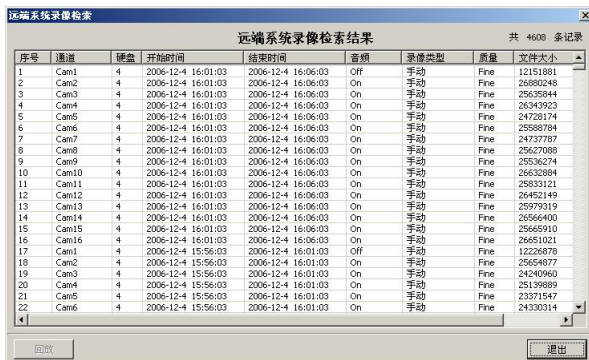 远端系统录像检索
远端系统录像检索结果 共 4608 条记录
序号 通道 硬盘 开始时间 结束时间 音频 录像类型 质量 文件大小
1 Cam1 4 2006-12-4 16:01:03 2006-12-4 16:06:03 Off 手动 Fine 12151881
2 Cam2 4 2006-12-4 16:01:03 2006-12-4 16:06:03 On 手动 Fine 26880248
3 Cam3 4 2006-12-4 16:01:03 2006-12-4 16:06:03 On 手动 Fine 25635844
4 Cam4 4 2006-12-4 16:01:03 2006-12-4 16:06:03 On 手动 Fine 26343923
5 Cam5 4 2006-12-4 16:01:03 2006-12-4 16:06:03 On 手动 Fine 24728174
6 Cam6 4 2006-12-4 16:01:03 2006-12-4 16:06:03 On 手动 Fine 25588784
7 Cam7 4 2006-12-4 16:01:03 2006-12-4 16:06:03 On 手动 Fine 24737787
8 Cam8 4 2006-12-4 16:01:03 2006-12-4 16:06:03 On 手动 Fine 25627088
9 Cam9 4 2006-12-4 16:01:03 2006-12-4 16:06:03 On 手动 Fine 25536274
10 Cam10 4 2006-12-4 16:01:03 2006-12-4 16:06:03 On 手动 Fine 26632884
11 Cam11 4 2006-12-4 16:01:03 2006-12-4 16:06:03 On 手动 Fine 25833121
12 Cam12 4 2006-12-4 16:01:03 2006-12-4 16:06:03 On 手动 Fine 26452149
13 Cam13 4 2006-12-4 16:01:03 2006-12-4 16:06:03 On 手动 Fine 25979319
14 Cam14 4 2006-12-4 16:01:03 2006-12-4 16:06:03 On 手动 Fine 26566400
15 Cam15 4 2006-12-4 16:01:03 2006-12-4 16:06:03 On 手动 Fine 25665910
16 Cam16 4 2006-12-4 16:01:03 2006-12-4 16:06:03 On 手动 Fine 26651021
17 Cam1 4 2006-12-4 15:56:03 2006-12-4 16:01:03 Off 手动 Fine 12226878
18 Cam2 4 2006-12-4 15:56:03 2006-12-4 16:01:03 On 手动 Fine 25654877
19 Cam3 4 2006-12-4 15:56:03 2006-12-4 16:01:03 On 手动 Fine 24240960
20 Cam4 4 2006-12-4 15:56:03 2006-12-4 16:01:03 On 手动 Fine 25139889
21 Cam5 4 2006-12-4 15:56:03 2006-12-4 16:01:03 On 手动 Fine 23371547
22 Cam6 4 2006-12-4 15:56:03 2006-12-4 16:01:03 On 手动 Fine 24330314
回放 退出